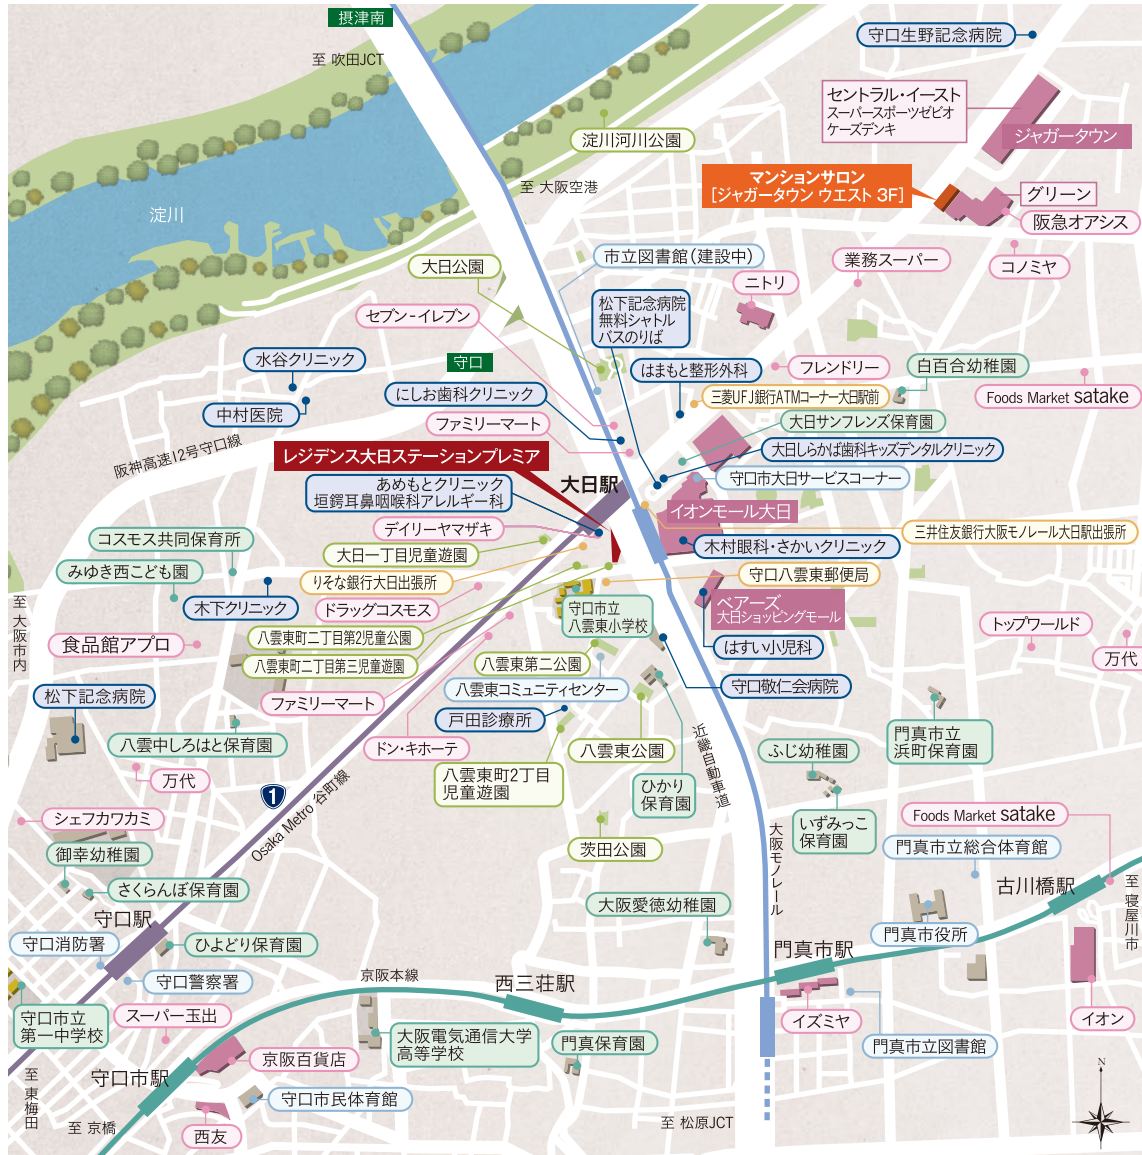 摂津南
至 吹田JCT
守口生野記念病院
セントラル・イースト
スーパースポーツゼビオ
ケーズデンキ
ジャガータウン
淀川河川公園
マンションサロン
[ジャガータウン ウエスト 3F]
至 大阪空港
グリーン
阪急オアシス
淀川
大日公園
市立図書館(建設中)
業務スーパー
コノミヤ
ニトリ
セブン-イレブン
松下記念病院
無料シャトル
バスのりば
水谷クリニック
守口
はまもと整形外科
フレンドリー
白百合幼稚園
にしお歯科クリニック
三菱UFJ銀行ATMコーナー大日駅前
Foods Market satake
中村医院
ファミリーマート
大日サンフレンズ保育園
阪神高速12号守口線
レジデンス大日ステーションプレミア
大日しらかば歯科キッズデンタルクリニック
あめもとクリニック
垣鍔耳鼻咽喉科アレルギー科
大日駅
守口市大日サービスコーナー
イオンモール大日
デイリーヤマザキ
三井住友銀行大阪モノレール大日駅出張所
コスモス共同保育所
大日一丁目児童遊園
木村眼科・さかいクリニック
みゆき西こども園
りそな銀行大日出張所
守口八雲東郵便局
至 大阪市内
木下クリニック
ドラッグコスモス
守口市立
八雲東小学校
ベアーズ
大日ショッピングモール
食品館アプロ
八雲東町二丁目第2児童公園
トップワールド
八雲東町二丁目第三児童遊園
八雲東第二公園
はすい小児科
万代
松下記念病院
ファミリーマート
八雲東コミュニティセンター
守口敬仁会病院
戸田診療所
八雲中しろはと保育園
ドン・キホーテ
八雲東公園
近畿自動車道
ふじ幼稚園
門真市立
浜町保育園
万代
八雲東町2丁目
児童遊園
ひかり
保育園
1
Osaka Metro 谷町線
シェフカワカミ
いずみっこ
保育園
Foods Market satake
御幸幼稚園
茨田公園
大阪モノレール
門真市立総合体育館
さくらんぼ保育園
大阪愛徳幼稚園
古川橋駅
至 寝屋川市
守口駅
守口消防署
ひよどり保育園
門真市役所
門真市駅
守口警察署
京阪本線
西三荘駅
守口市立
第一中学校
スーパー玉出
大阪電気通信大学
高等学校
門真保育園
イズミヤ
イオン
門真市立図書館
京阪百貨店
守口市駅
至 東梅田
守口市民体育館
至 京橋
西友
至 松原JCT
N